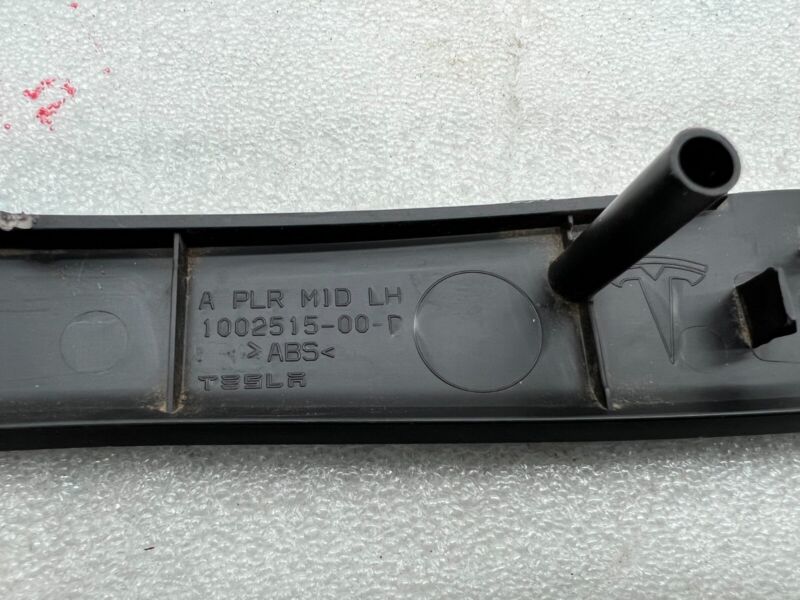 A PLR MID LH
1002515-00-D
>ABS<
TESLA